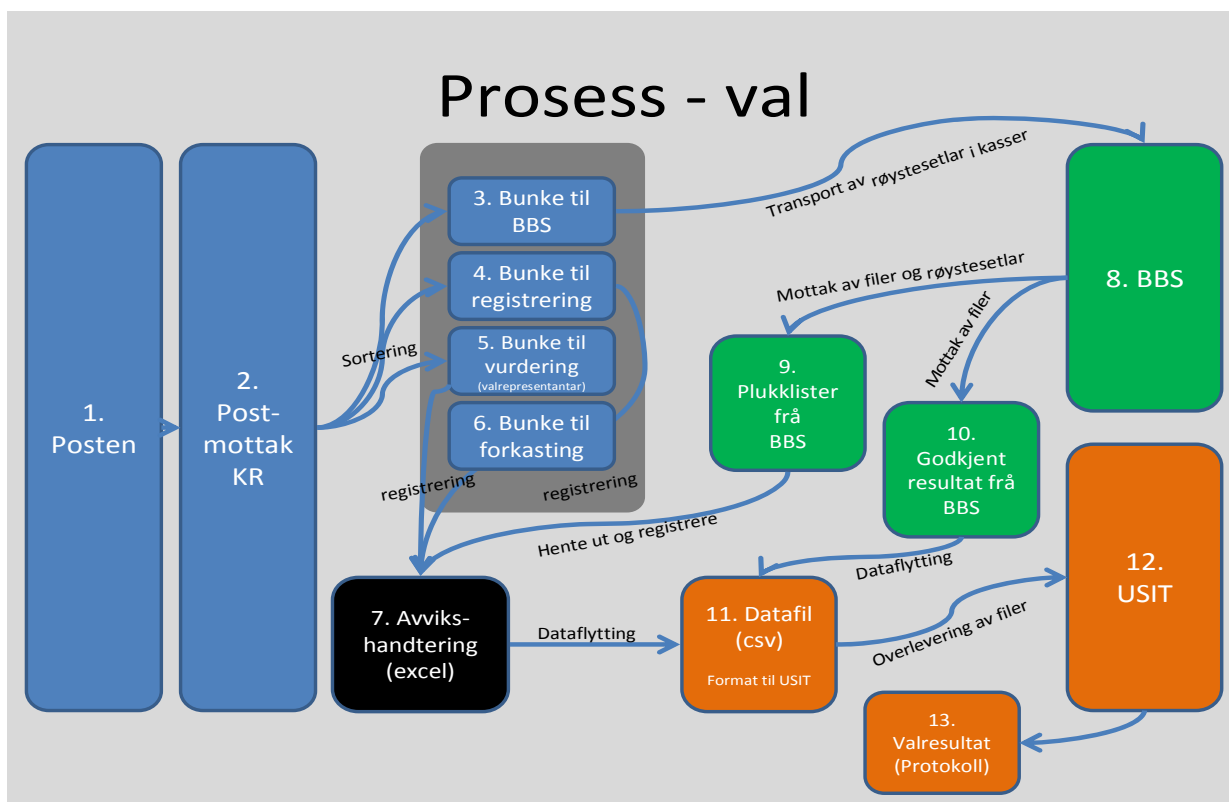 Prosess - val
1.
Posten
2.
Post-
mottak
KR
Sortering
3. Bunke til
BBS
4. Bunke til
registrering
5. Bunke til
vurdering
(valrepresentantar)
6. Bunke til
forkasting
registrering
registrering
Transport av røystesetlar i kasser
8. BBS
Mottak av filer og røystesetlar
Mottak av filer
9.
Plukklister
frå
BBS
10.
Godkjent
resultat frå
BBS
Hente ut og registrere
Dataflytting
7. Avviks-
handtering
(excel)
Dataflytting
11. Datafil
(csv)
Format til USIT
Overlevering av filer
12.
USIT
13.
Valresultat
(Protokoll)